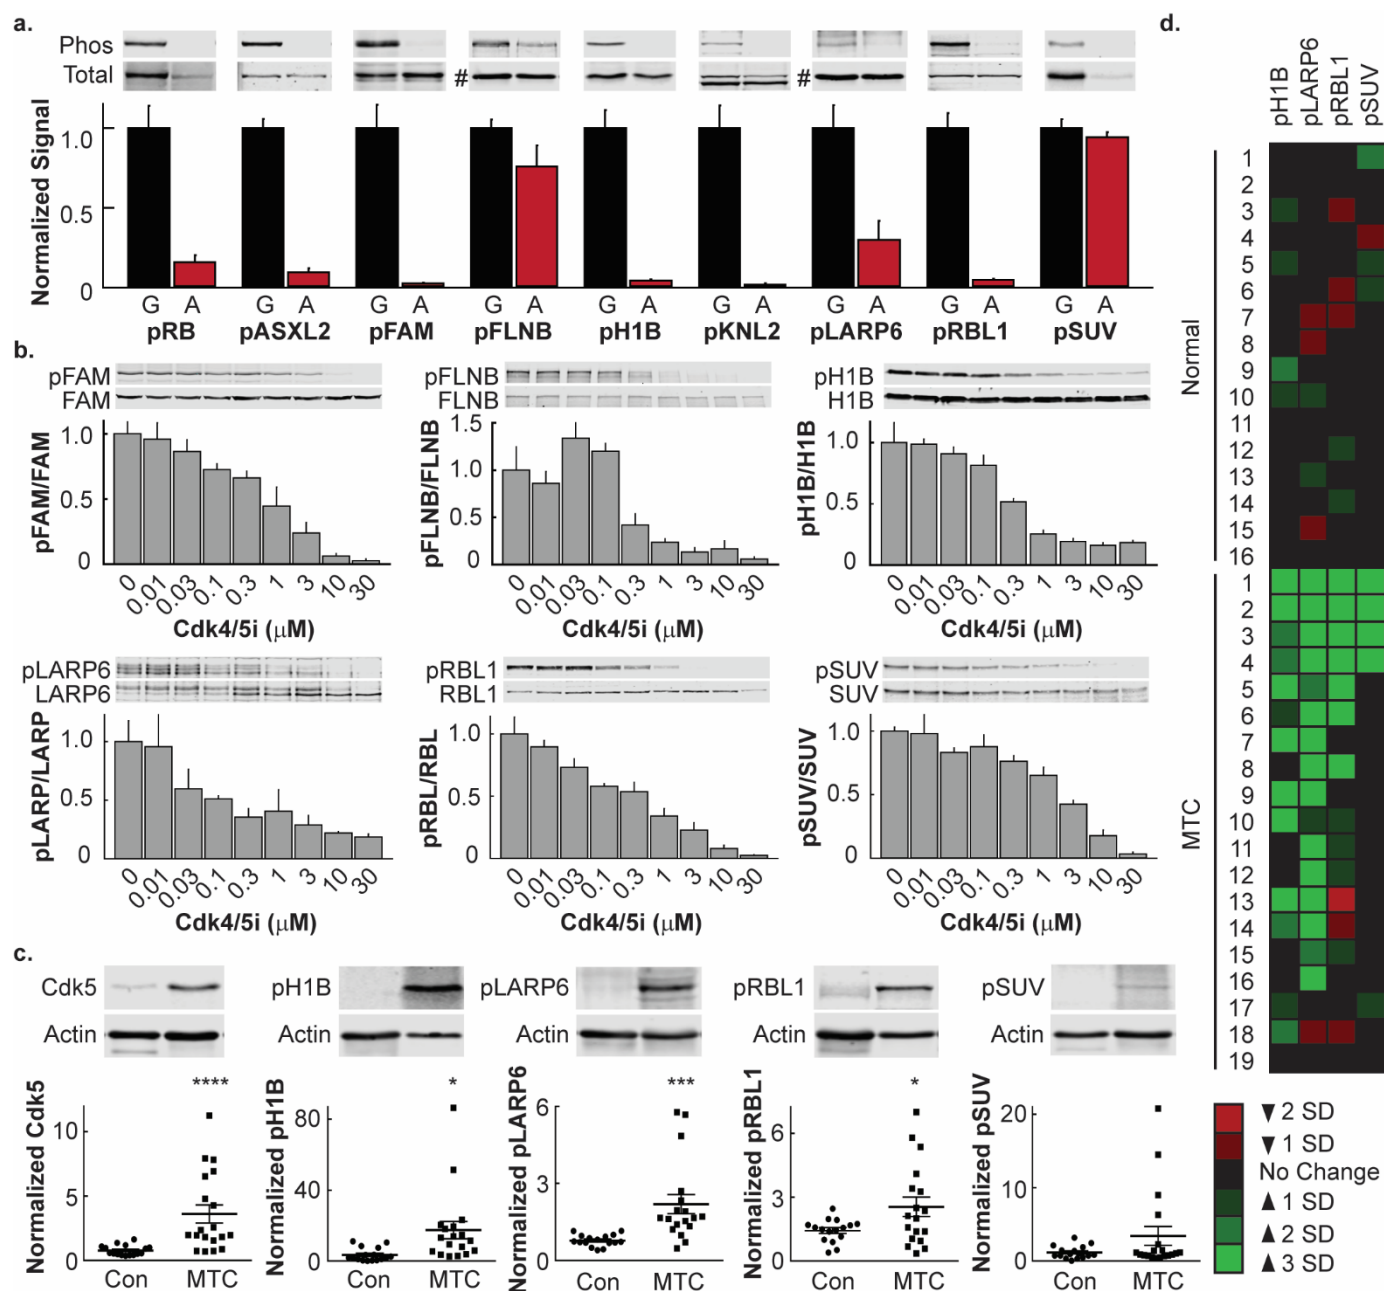 a.
Phos
Total
#
#
Normalized Signal
1.0
0.5
0
G A G A G A G A G A G A G A G A G A
pRB pASXL2 pFAM pFLNB pH1B pKNL2 pLARP6 pRBL1 pSUV
b.
pFAM
FAM
pFAM/FAM
1.0
0.5
0
0 0.01 0.03 0.1 0.3 1 3 10 30
Cdk4/5i (μM)
pFLNB
FLNB
pFLNB/FLNB
1.5
1.0
0.5
0
0 0.01 0.03 0.1 0.3 1 3 10 30
Cdk4/5i (μM)
pH1B
H1B
pH1B/H1B
1.0
0.5
0
0 0.01 0.03 0.1 0.3 1 3 10 30
Cdk4/5i (μM)
pLARP6
LARP6
pLARP/LARP
1.0
0.5
0
0 0.01 0.03 0.1 0.3 1 3 10 30
Cdk4/5i (μM)
pRBL1
RBL1
pRBL/RBL
1.0
0.5
0
0 0.01 0.03 0.1 0.3 1 3 10 30
Cdk4/5i (μM)
pSUV
SUV
pSUV/SUV
1.0
0.5
0
0 0.01 0.03 0.1 0.3 1 3 10 30
Cdk4/5i (μM)
c.
Cdk5
Actin
Normalized Cdk5
10
5
0
****
Con MTC
pH1B
Actin
Normalized pH1B
80
40
0
*
Con MTC
pLARP6
Actin
Normalized pLARP6
6
3
0
***
Con MTC
pRBL1
Actin
Normalized pRBL1
6
3
0
*
Con MTC
pSUV
Actin
Normalized pSUV
20
10
0
Con MTC
d.
pH1B
pLARP6
pRBL1
pSUV
Normal
1
2
3
4
5
6
7
8
9
10
11
12
13
14
15
16
MTC
1
2
3
4
5
6
7
8
9
10
11
12
13
14
15
16
17
18
19
▼ 2 SD
▼ 1 SD
No Change
▲ 1 SD
▲ 2 SD
▲ 3 SD